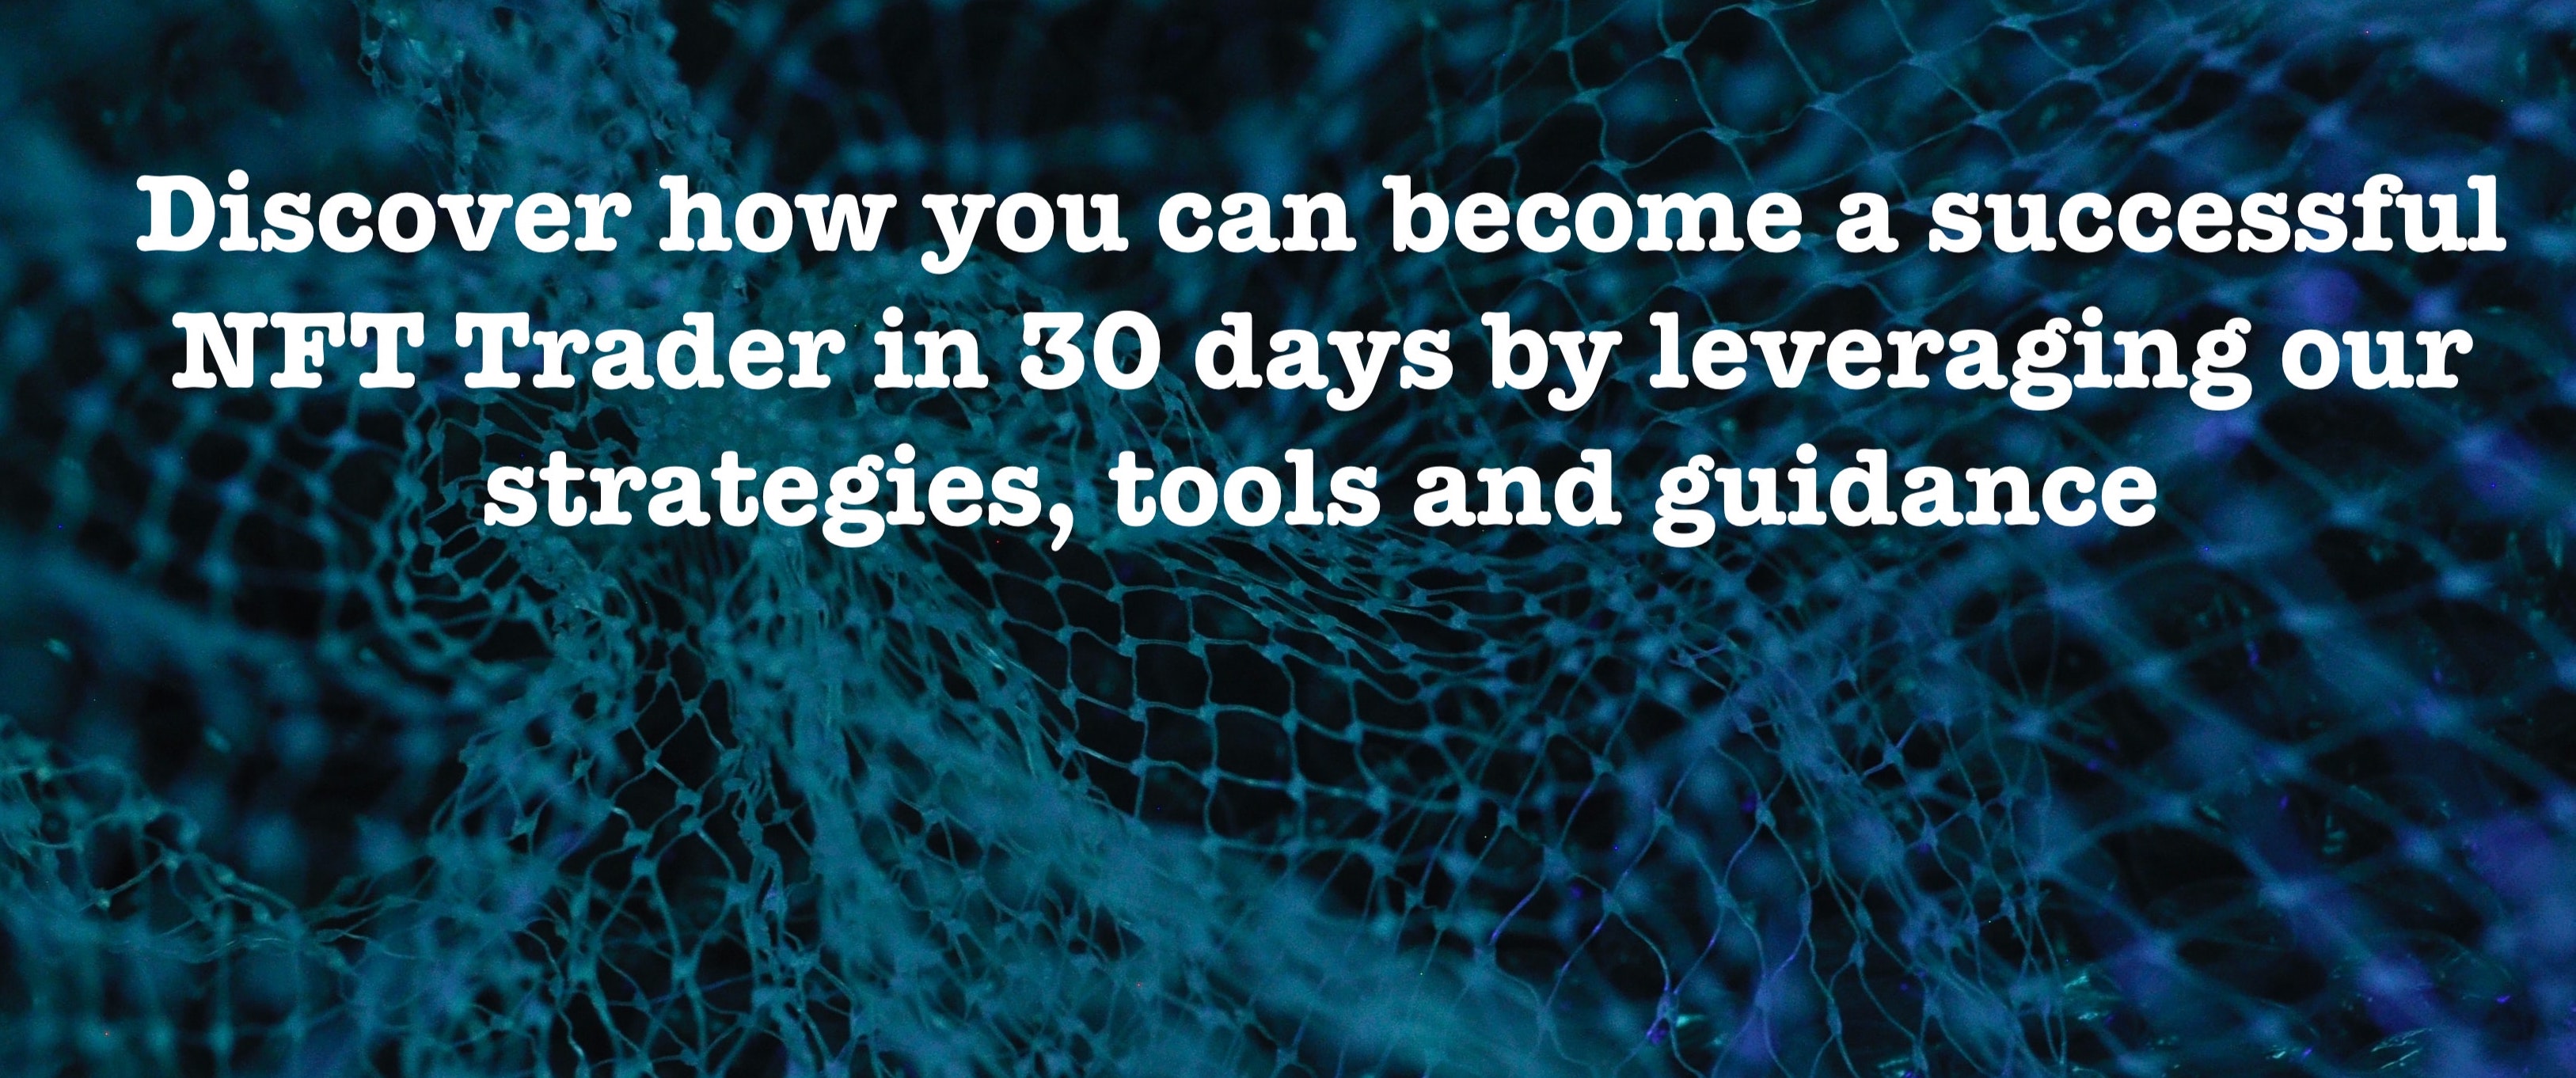 Discover how you can become a successful
NFT Trader in 30 days by leveraging our
strategies, tools and guidance